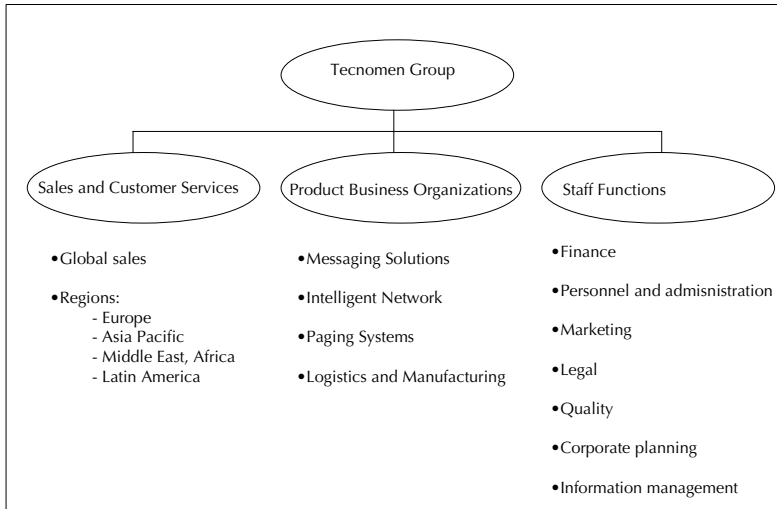 Tecnomen Group
Sales and Customer Services
Product Business Organizations
Staff Functions
•Global sales
•Regions:
- Europe
- Asia Pacific
- Middle East, Africa
- Latin America
•Messaging Solutions
•Intelligent Network
•Paging Systems
•Logistics and Manufacturing
•Finance
•Personnel and admisnistration
•Marketing
•Legal
•Quality
•Corporate planning
•Information management